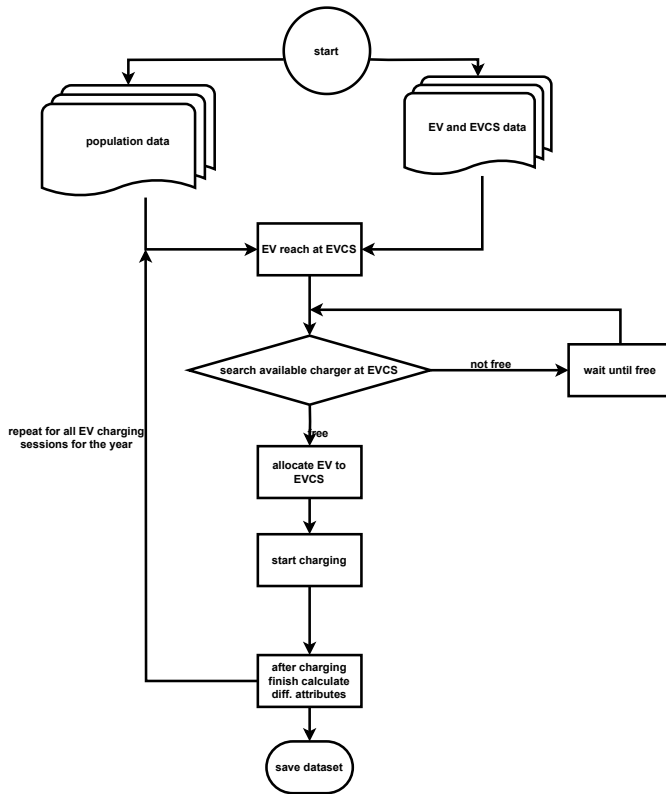 start
population data
EV and EVCS data
EV reach at EVCS
search available charger at EVCS
not free
wait until free
repeat for all EV charging
sessions for the year
free
allocate EV to
EVCS
start charging
after charging
finish calculate
diff. attributes
save dataset